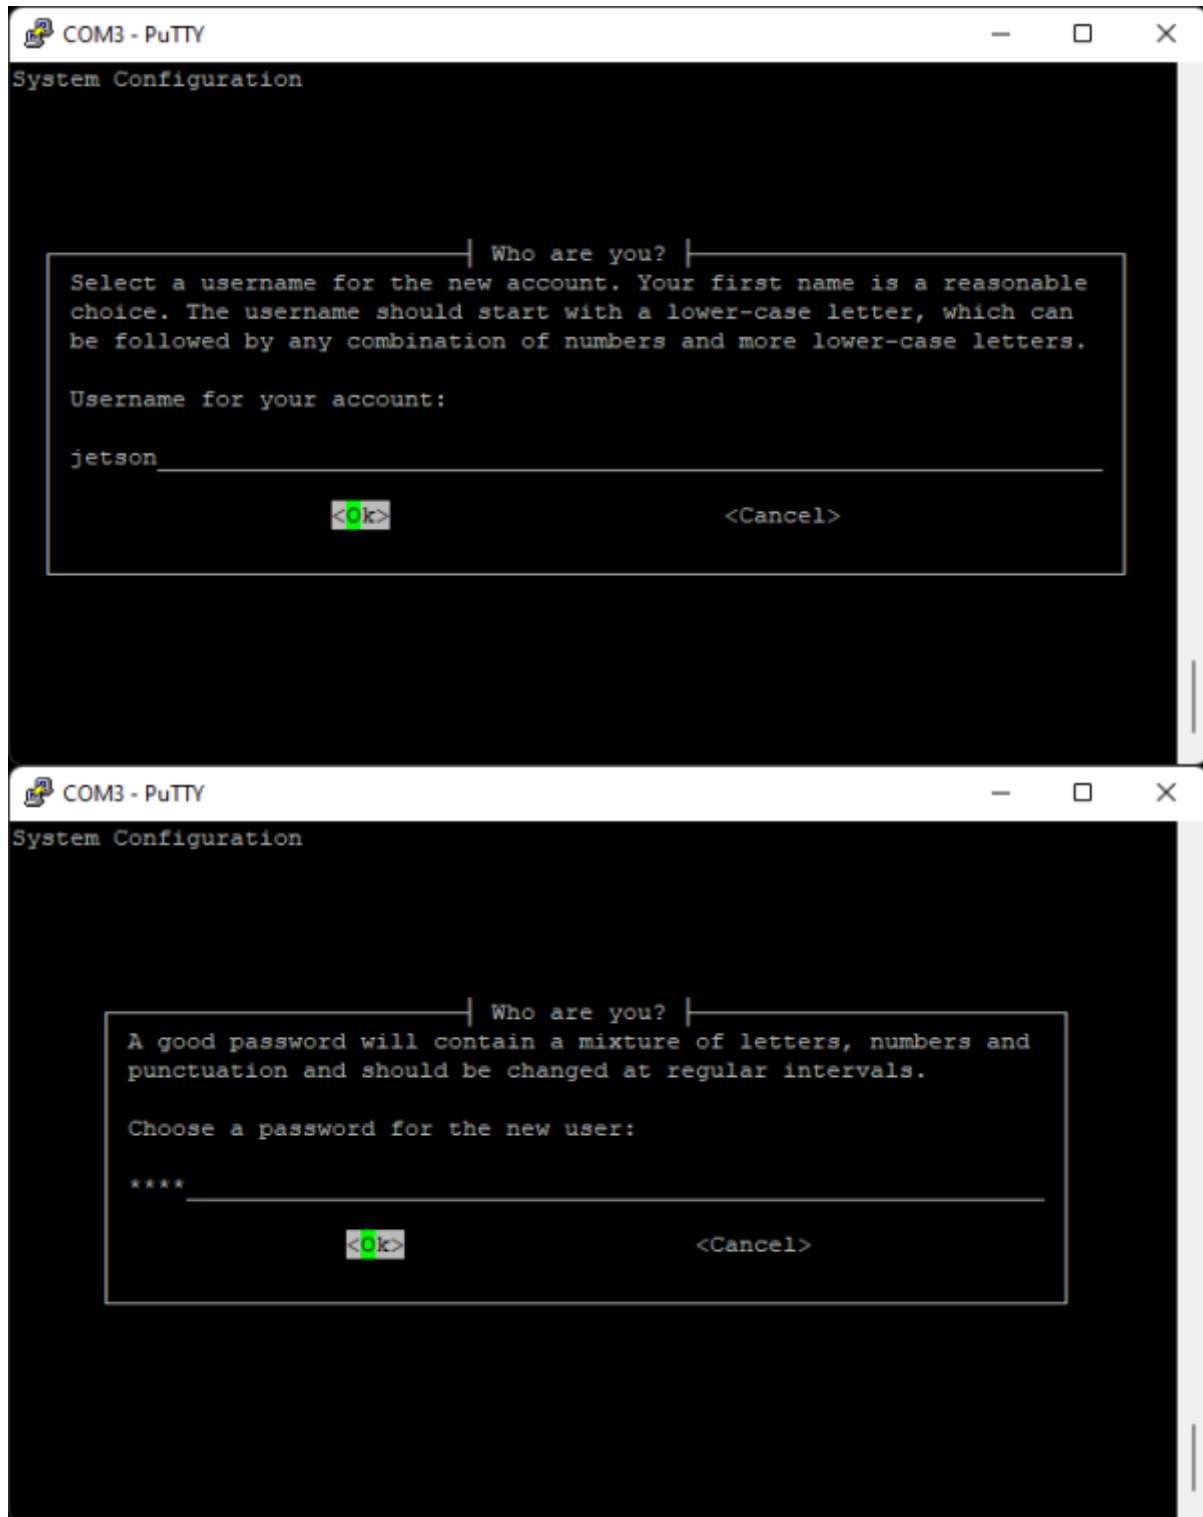 COM3 - PuTTY
System Configuration
Who are you?
Select a username for the new account. Your first name is a reasonable
choice. The username should start with a lower-case letter, which can
be followed by any combination of numbers and more lower-case letters.
Username for your account:
jetson
<Ok> <Cancel>
COM3 - PuTTY
System Configuration
Who are you?
A good password will contain a mixture of letters, numbers and
punctuation and should be changed at regular intervals.
Choose a password for the new user:
****
<Ok> <Cancel>